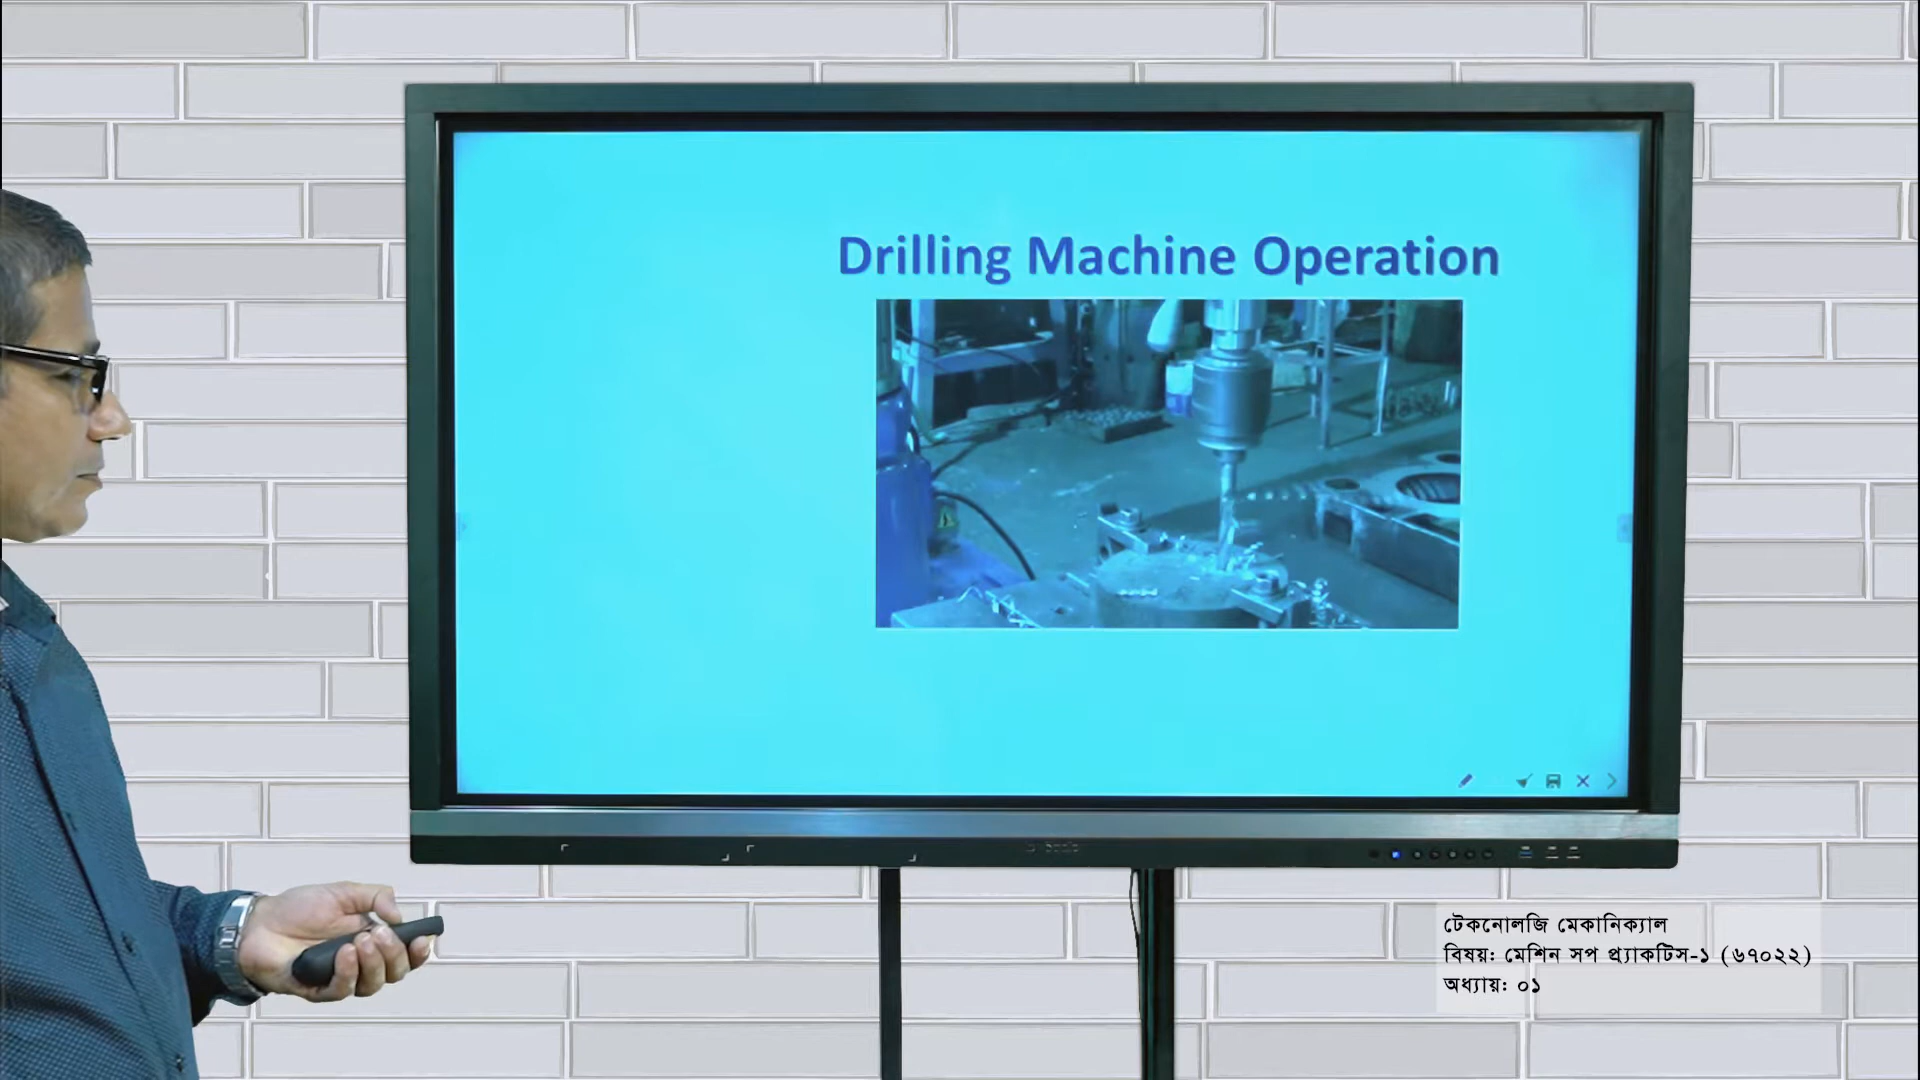 Drilling Machine Operation
টেকনোলজি মেকানিক্যাল
বিষয়: মেশিন সপ প্র্যাকটিস-১ (৬৭০২২)
অধ্যায়: ০১